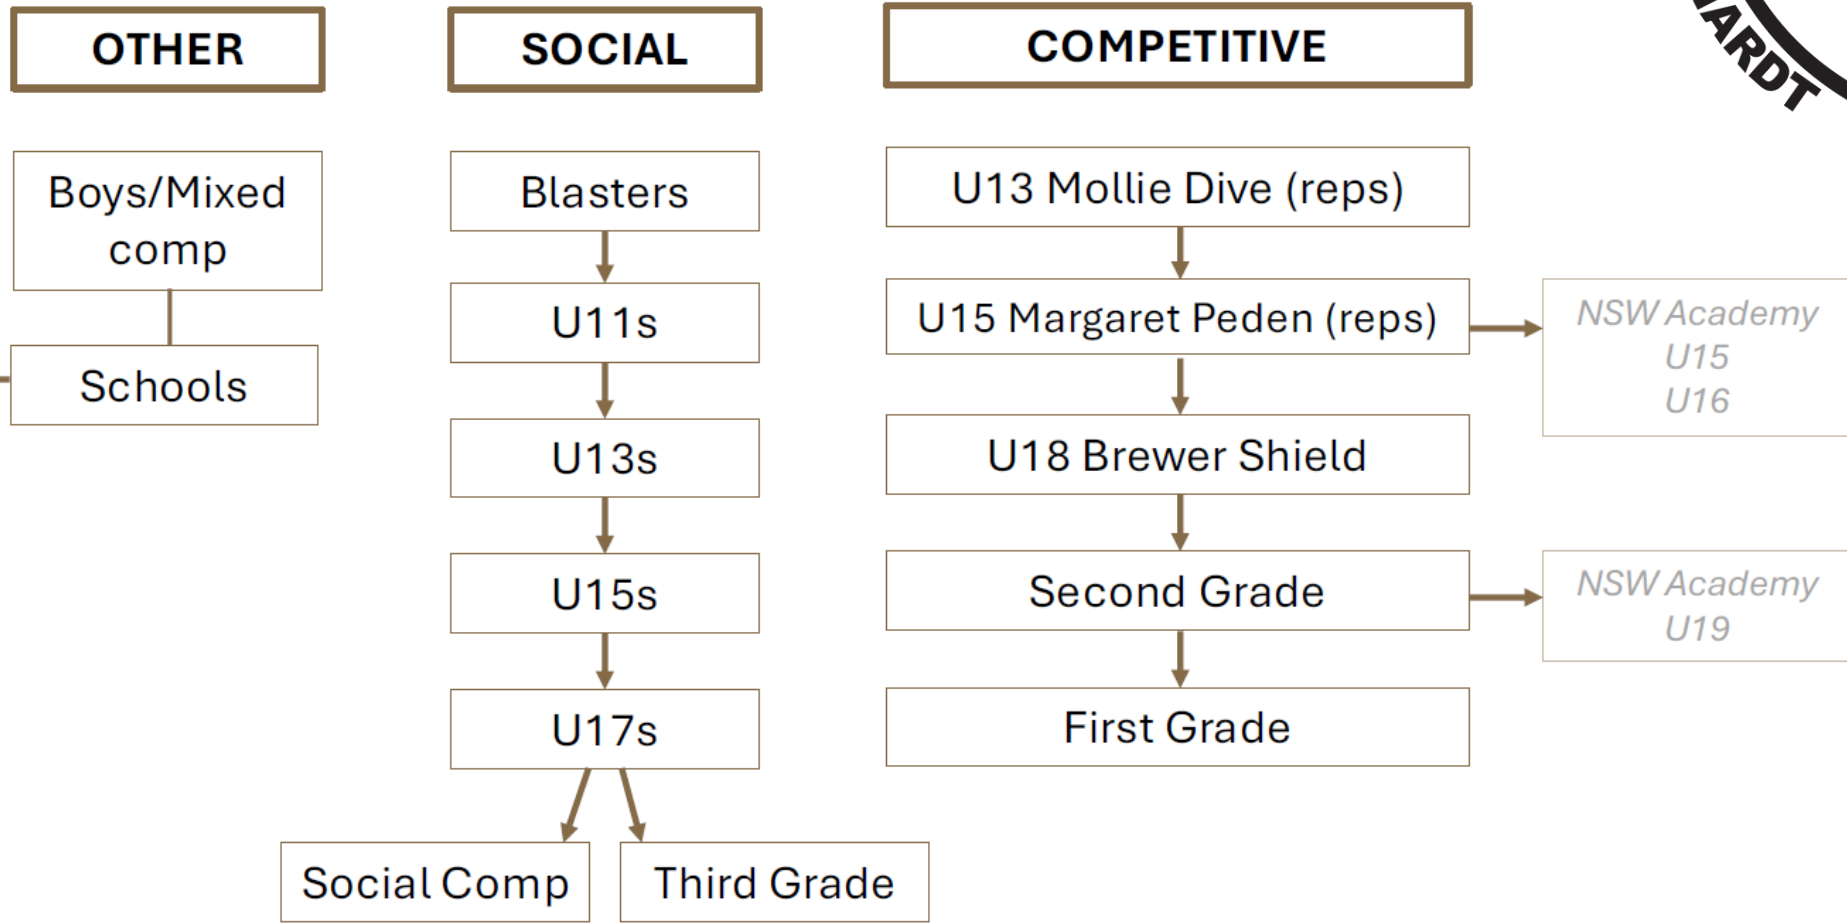 OTHER
SOCIAL
COMPETITIVE
Boys/Mixed
comp
Schools
Blasters
U11s
U13s
U15s
U17s
Social Comp
Third Grade
U13 Mollie Dive (reps)
U15 Margaret Peden (reps)
U18 Brewer Shield
Second Grade
First Grade
NSW Academy
U15
U16
NSW Academy
U19
ARDT